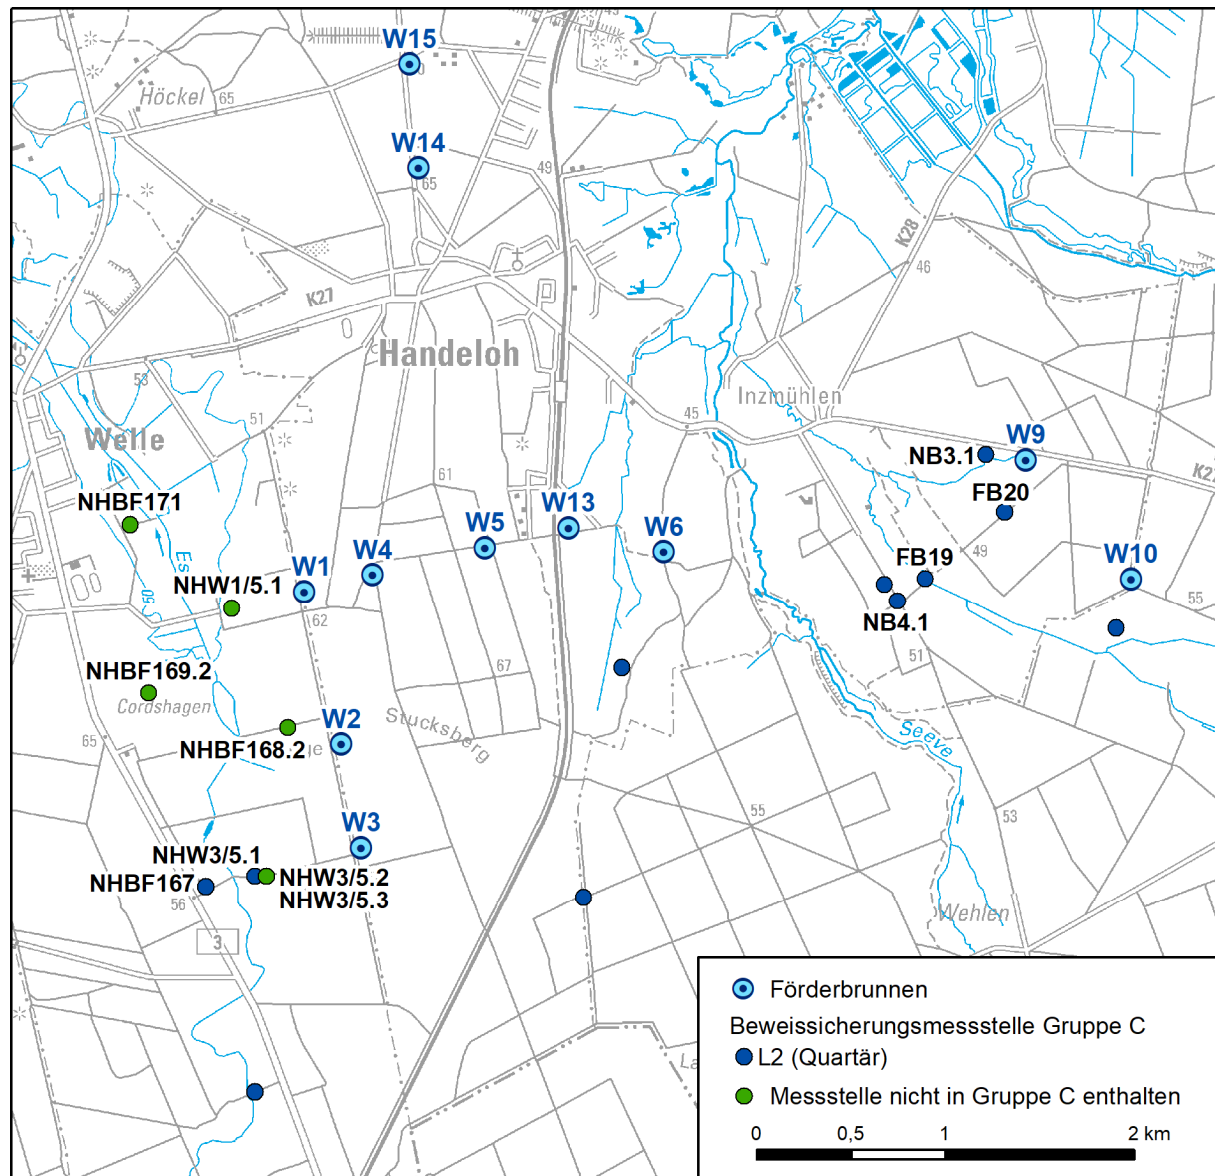 W15
Höckel
65
W14
65
49
K28
46
K27
Handeloh
53
51
Inzmühlen
45
Welle
W9
NB3.1
K27
61
NHBF171
FB20
W13
W5
W6
W4
49
Es
FB19
W10
W1
NHW1/5.1
50
62
NB4.1
55
51
67
NHBF169.2
Cordshagen
W2
Stucksberg
65
NHBF168.2
ge
Seeve
W3
55
53
NHW3/5.1
NHBF167
NHW3/5.2
NHW3/5.3
56
Wehlen
3
Förderbrunnen
Beweissicherungsmessstelle Gruppe C
La
L2 (Quartär)
Messstelle nicht in Gruppe C enthalten
0 0,5 1 2 km